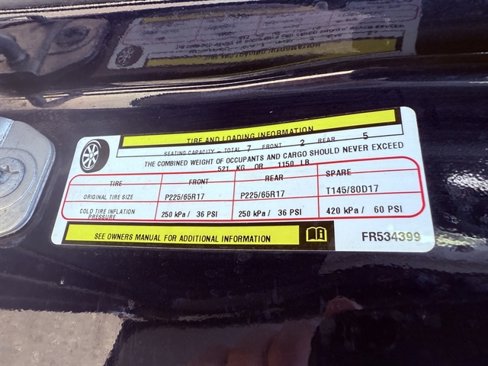 TIRE AND LOADING INFORMATION
SEATING CAPACITY - TOTAL 7 FRONT 2 REAR 5
THE COMBINED WEIGHT OF OCCUPANTS AND CARGO SHOULD NEVER EXCEED
521 KG OR 1150 LB
TIRE FRONT REAR SPARE
ORIGINAL TIRE SIZE P225/65R17 P225/65R17 T145/80D17
COLD TIRE INFLATION PRESSURE 250 kPa/ 36 PSI 250 kPa/ 36 PSI 420 kPa/ 60 PSI
SEE OWNERS MANUAL FOR ADDITIONAL INFORMATION FR534399